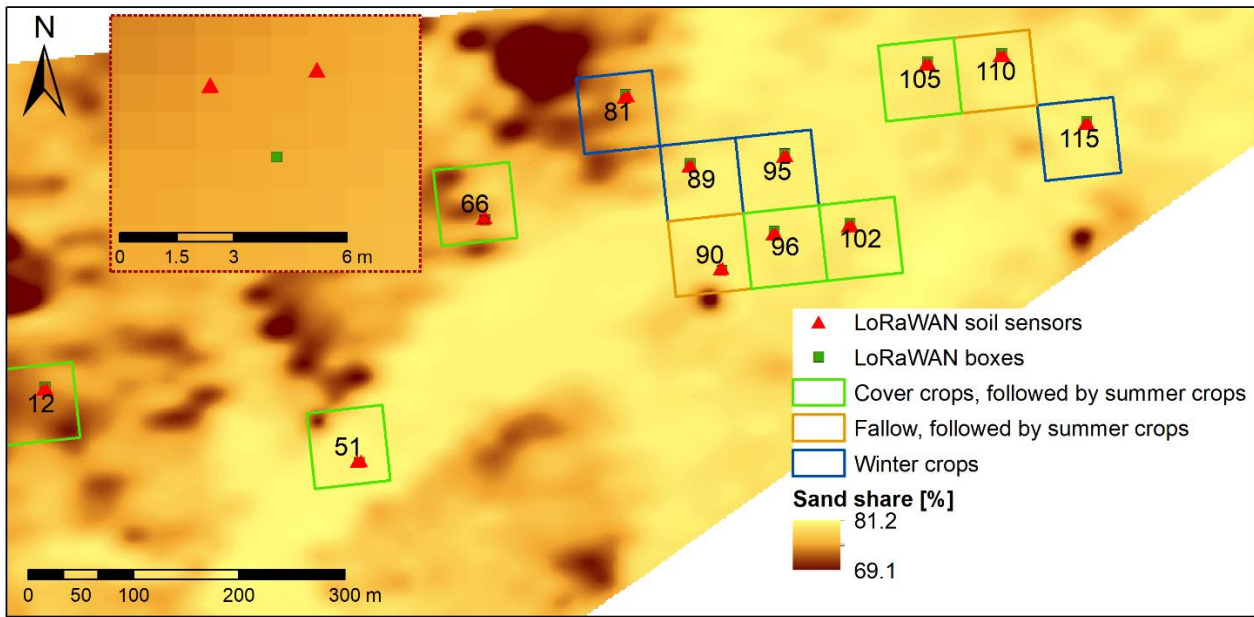 N
0 1.5 3 6 m
81
105
110
115
66
89
95
90
96
102
12
51
LoRaWAN soil sensors
LoRaWAN boxes
Cover crops, followed by summer crops
Fallow, followed by summer crops
Winter crops
Sand share [%]
81.2
69.1
0 50 100 200 300 m